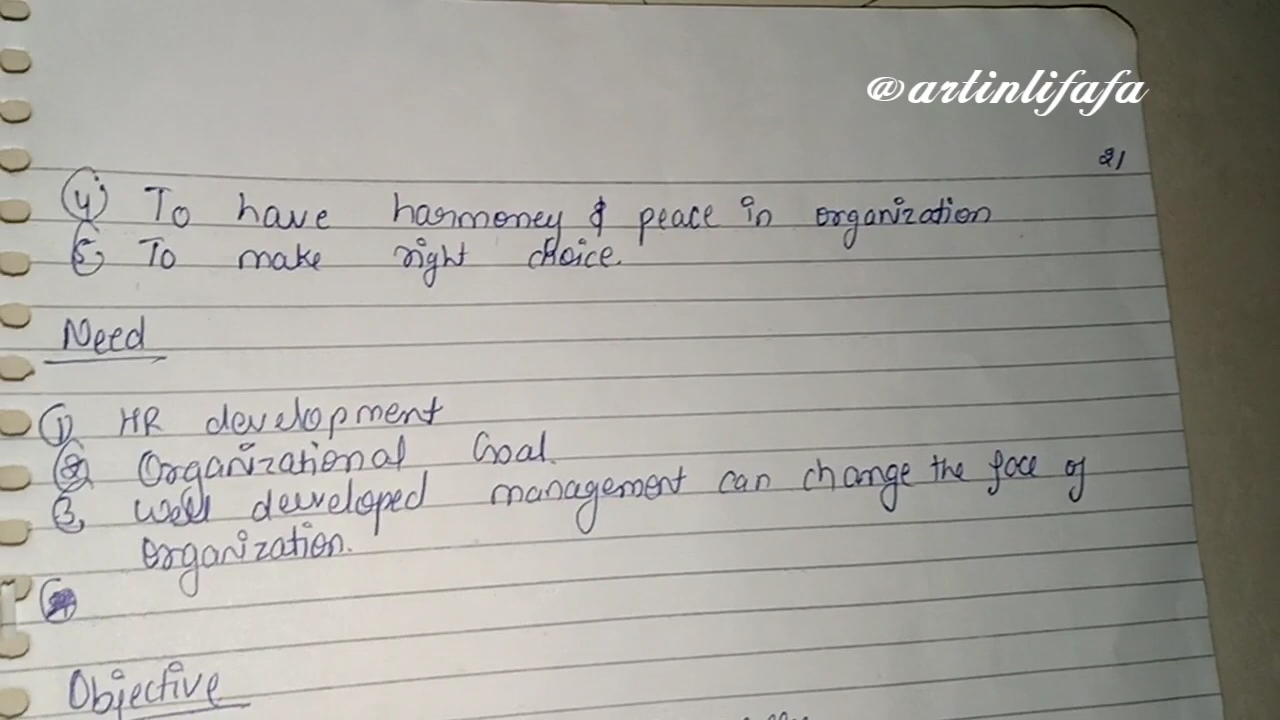 @artinlifafa
21
(4) To have harmoney & peace in organization
(5) To make right choice.
Need
(1) HR development
(2) Organizational Goal.
(3) Well developed management can change the face of
organization.
Objective